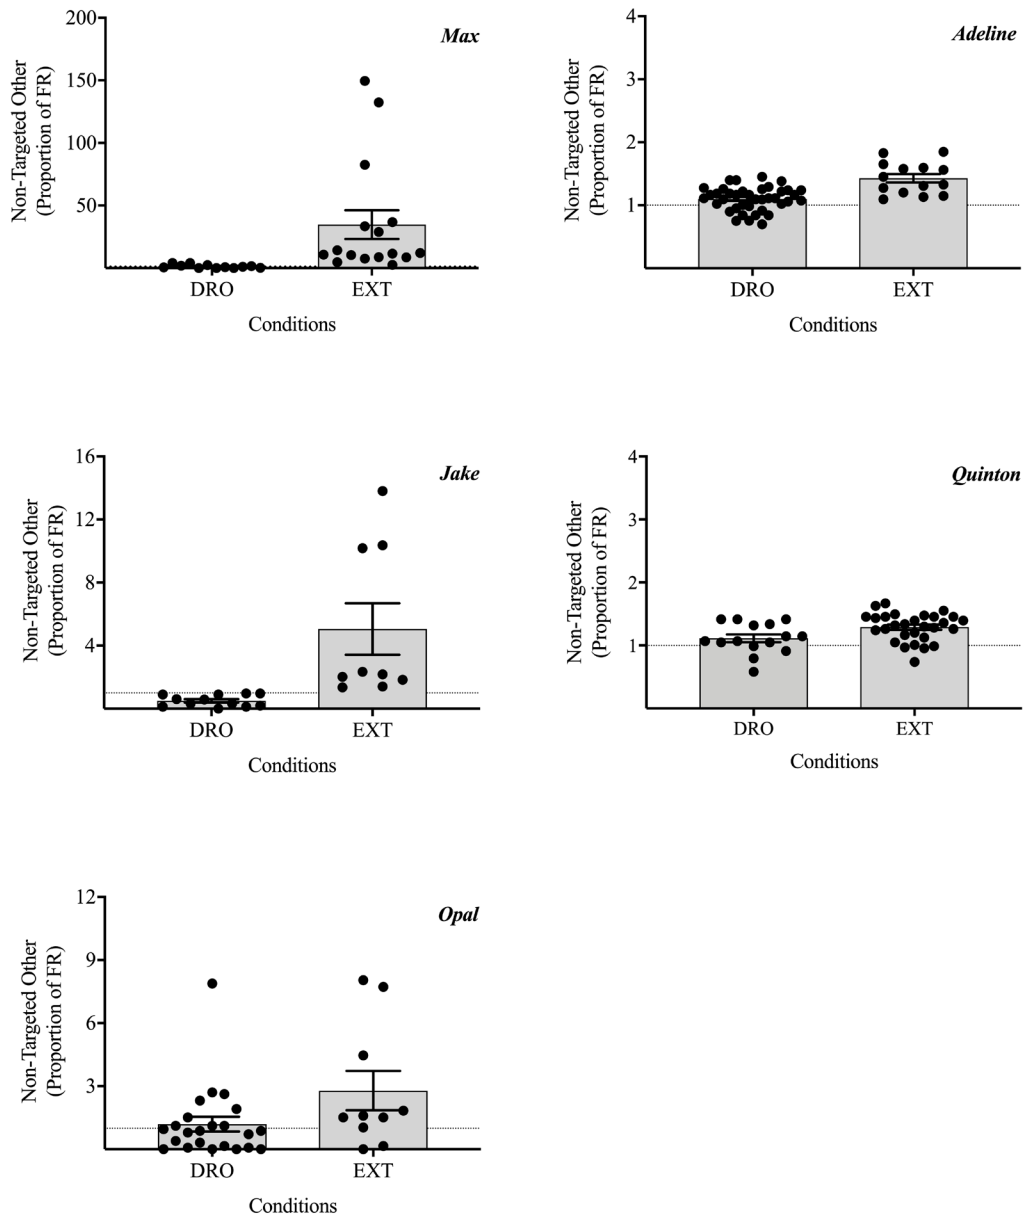 Max
Non-Targeted Other
(Proportion of FR)
200
150
100
50
DRO
EXT
Conditions
Adeline
Non-Targeted Other
(Proportion of FR)
4
3
2
1
DRO
EXT
Conditions
Jake
Non-Targeted Other
(Proportion of FR)
16
12
8
4
DRO
EXT
Conditions
Quinton
Non-Targeted Other
(Proportion of FR)
4
3
2
1
DRO
EXT
Conditions
Opal
Non-Targeted Other
(Proportion of FR)
12
9
6
3
DRO
EXT
Conditions